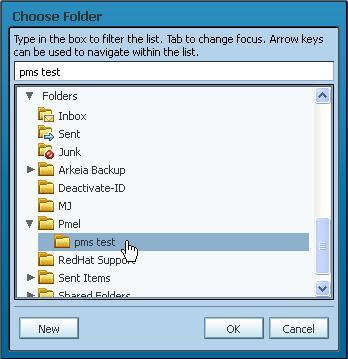 Choose Folder
Type in the box to filter the list. Tab to change focus. Arrow keys
can be used to navigate within the list.
pms test
Folders
Inbox
Sent
Junk
Arkeia Backup
Deactivate-ID
MJ
Pmel
pms test
RedHat Support
Sent Items
Shared Folders
New
OK
Cancel